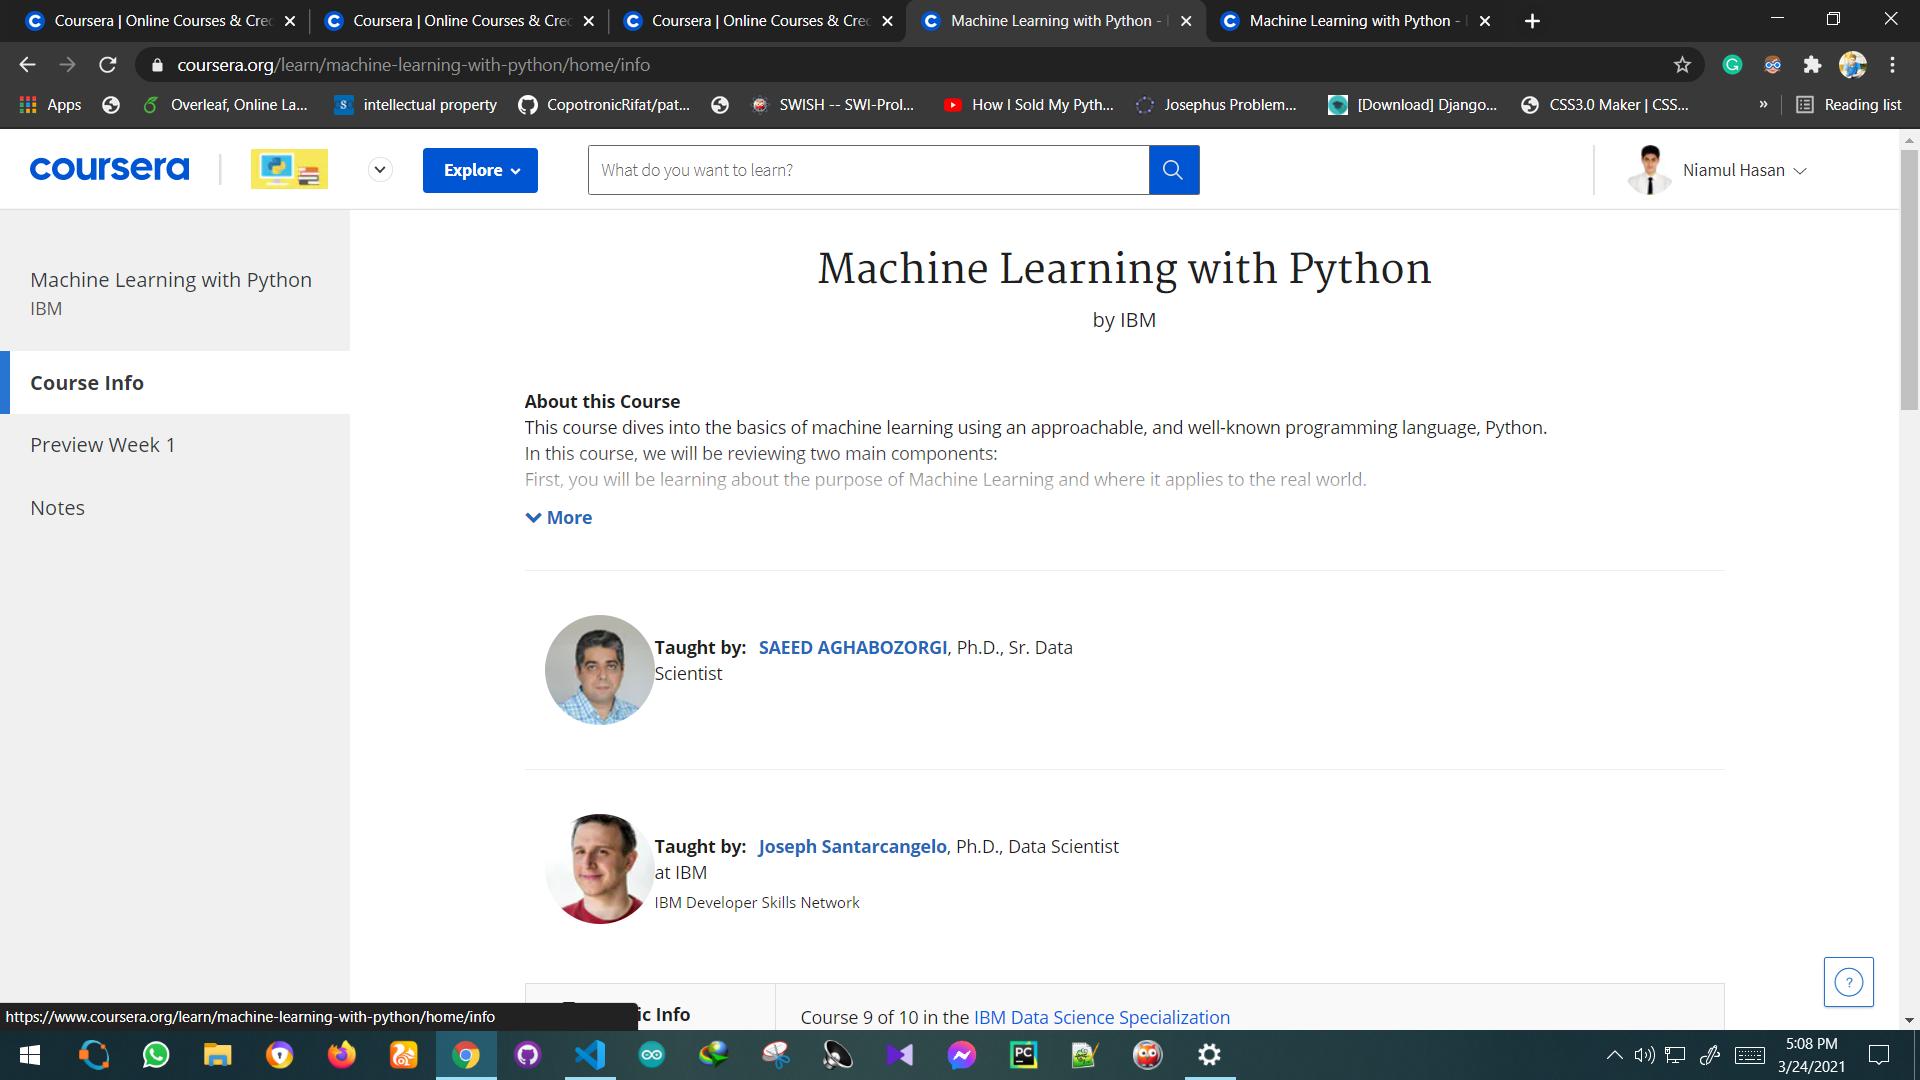 Coursera | Online Courses & Cre
Coursera | Online Courses & Cre
Coursera | Online Courses & Cre
Machine Learning with Python -
Machine Learning with Python -
coursera.org/learn/machine-learning-with-python/home/info
Apps
Overleaf, Online La...
intellectual property
CopotronicRifat/pat...
SWISH -- SWI-Prol...
How I Sold My Pyth...
Josephus Problem...
[Download] Django...
CSS3.0 Maker | CSS...
»
Reading list
coursera
Explore
What do you want to learn?
Niamul Hasan
Machine Learning with Python
IBM
Course Info
Preview Week 1
Notes
Machine Learning with Python
by IBM
About this Course
This course dives into the basics of machine learning using an approachable, and well-known programming language, Python.
In this course, we will be reviewing two main components:
First, you will be learning about the purpose of Machine Learning and where it applies to the real world.
More
Taught by: SAEED AGHABOZORGI, Ph.D., Sr. Data
Scientist
Taught by: Joseph Santarcangelo, Ph.D., Data Scientist
at IBM
IBM Developer Skills Network
ic Info
Course 9 of 10 in the IBM Data Science Specialization
?
https://www.coursera.org/learn/machine-learning-with-python/home/info
PC
5:08 PM
3/24/2021